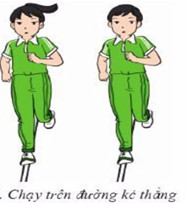 . Chạy trên đường kẻ thẳng